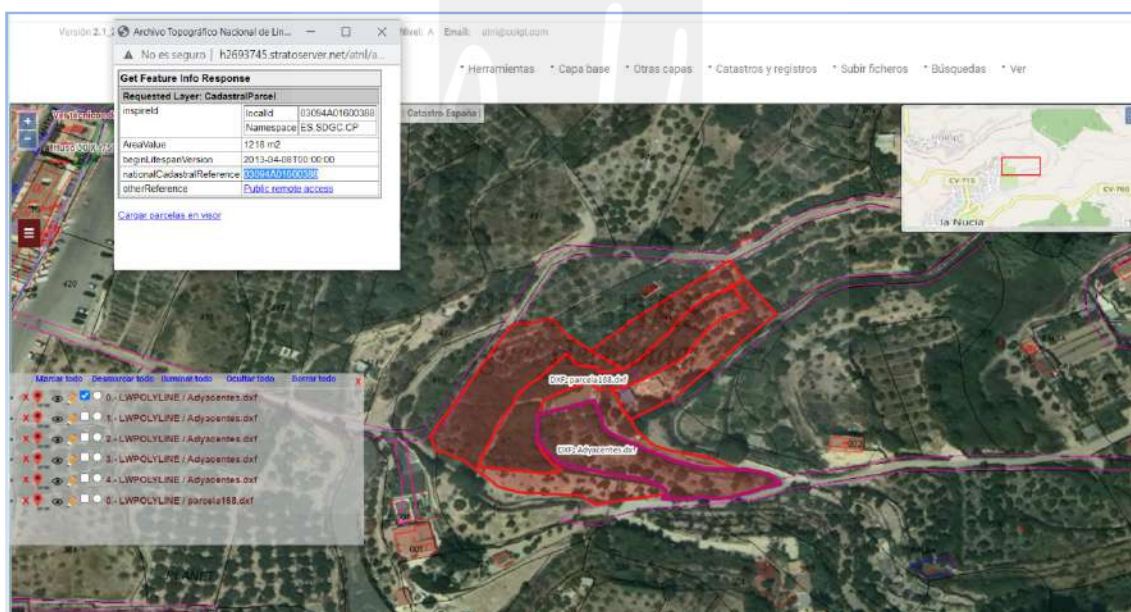 Versión 2.1
Archivo Topográfico Nacional de Lin...
Nivel: A Email:
No es seguro | h2693745.stratoserver.net/atnl/a...
* Herramientas * Capa base * Otras capas * Catastros y registros * Subir ficheros * Búsquedas * Ver
Get Feature Info Response
Requested Layer: CadastralParcel
inspireId
localId 03094A01600388
Namespace ES.SDGC.CP
AreaValue 1218 m2
beginLifespanVersion 2013-04-08T00:00:00
nationalCadastralReference 03094A01600388
otherReference Public remote access
Cargar parcelas en visor
| Catastro España |
CV-715
CV-760
la Nucia
420
Marcar todo Desmarcar todo Iluminar todo Ocultar todo Borrar todo X
X 0.- LWPOLYLINE / Adyacentes.dxf
X 1.- LWPOLYLINE / Adyacentes.dxf
X 2.- LWPOLYLINE / Adyacentes.dxf
X 3.- LWPOLYLINE / Adyacentes.dxf
X 4.- LWPOLYLINE / Adyacentes.dxf
X 0.- LWPOLYLINE / parcela168.dxf
DXF: parcela168.dxf
DXF: Adyacentes.dxf
PLANET